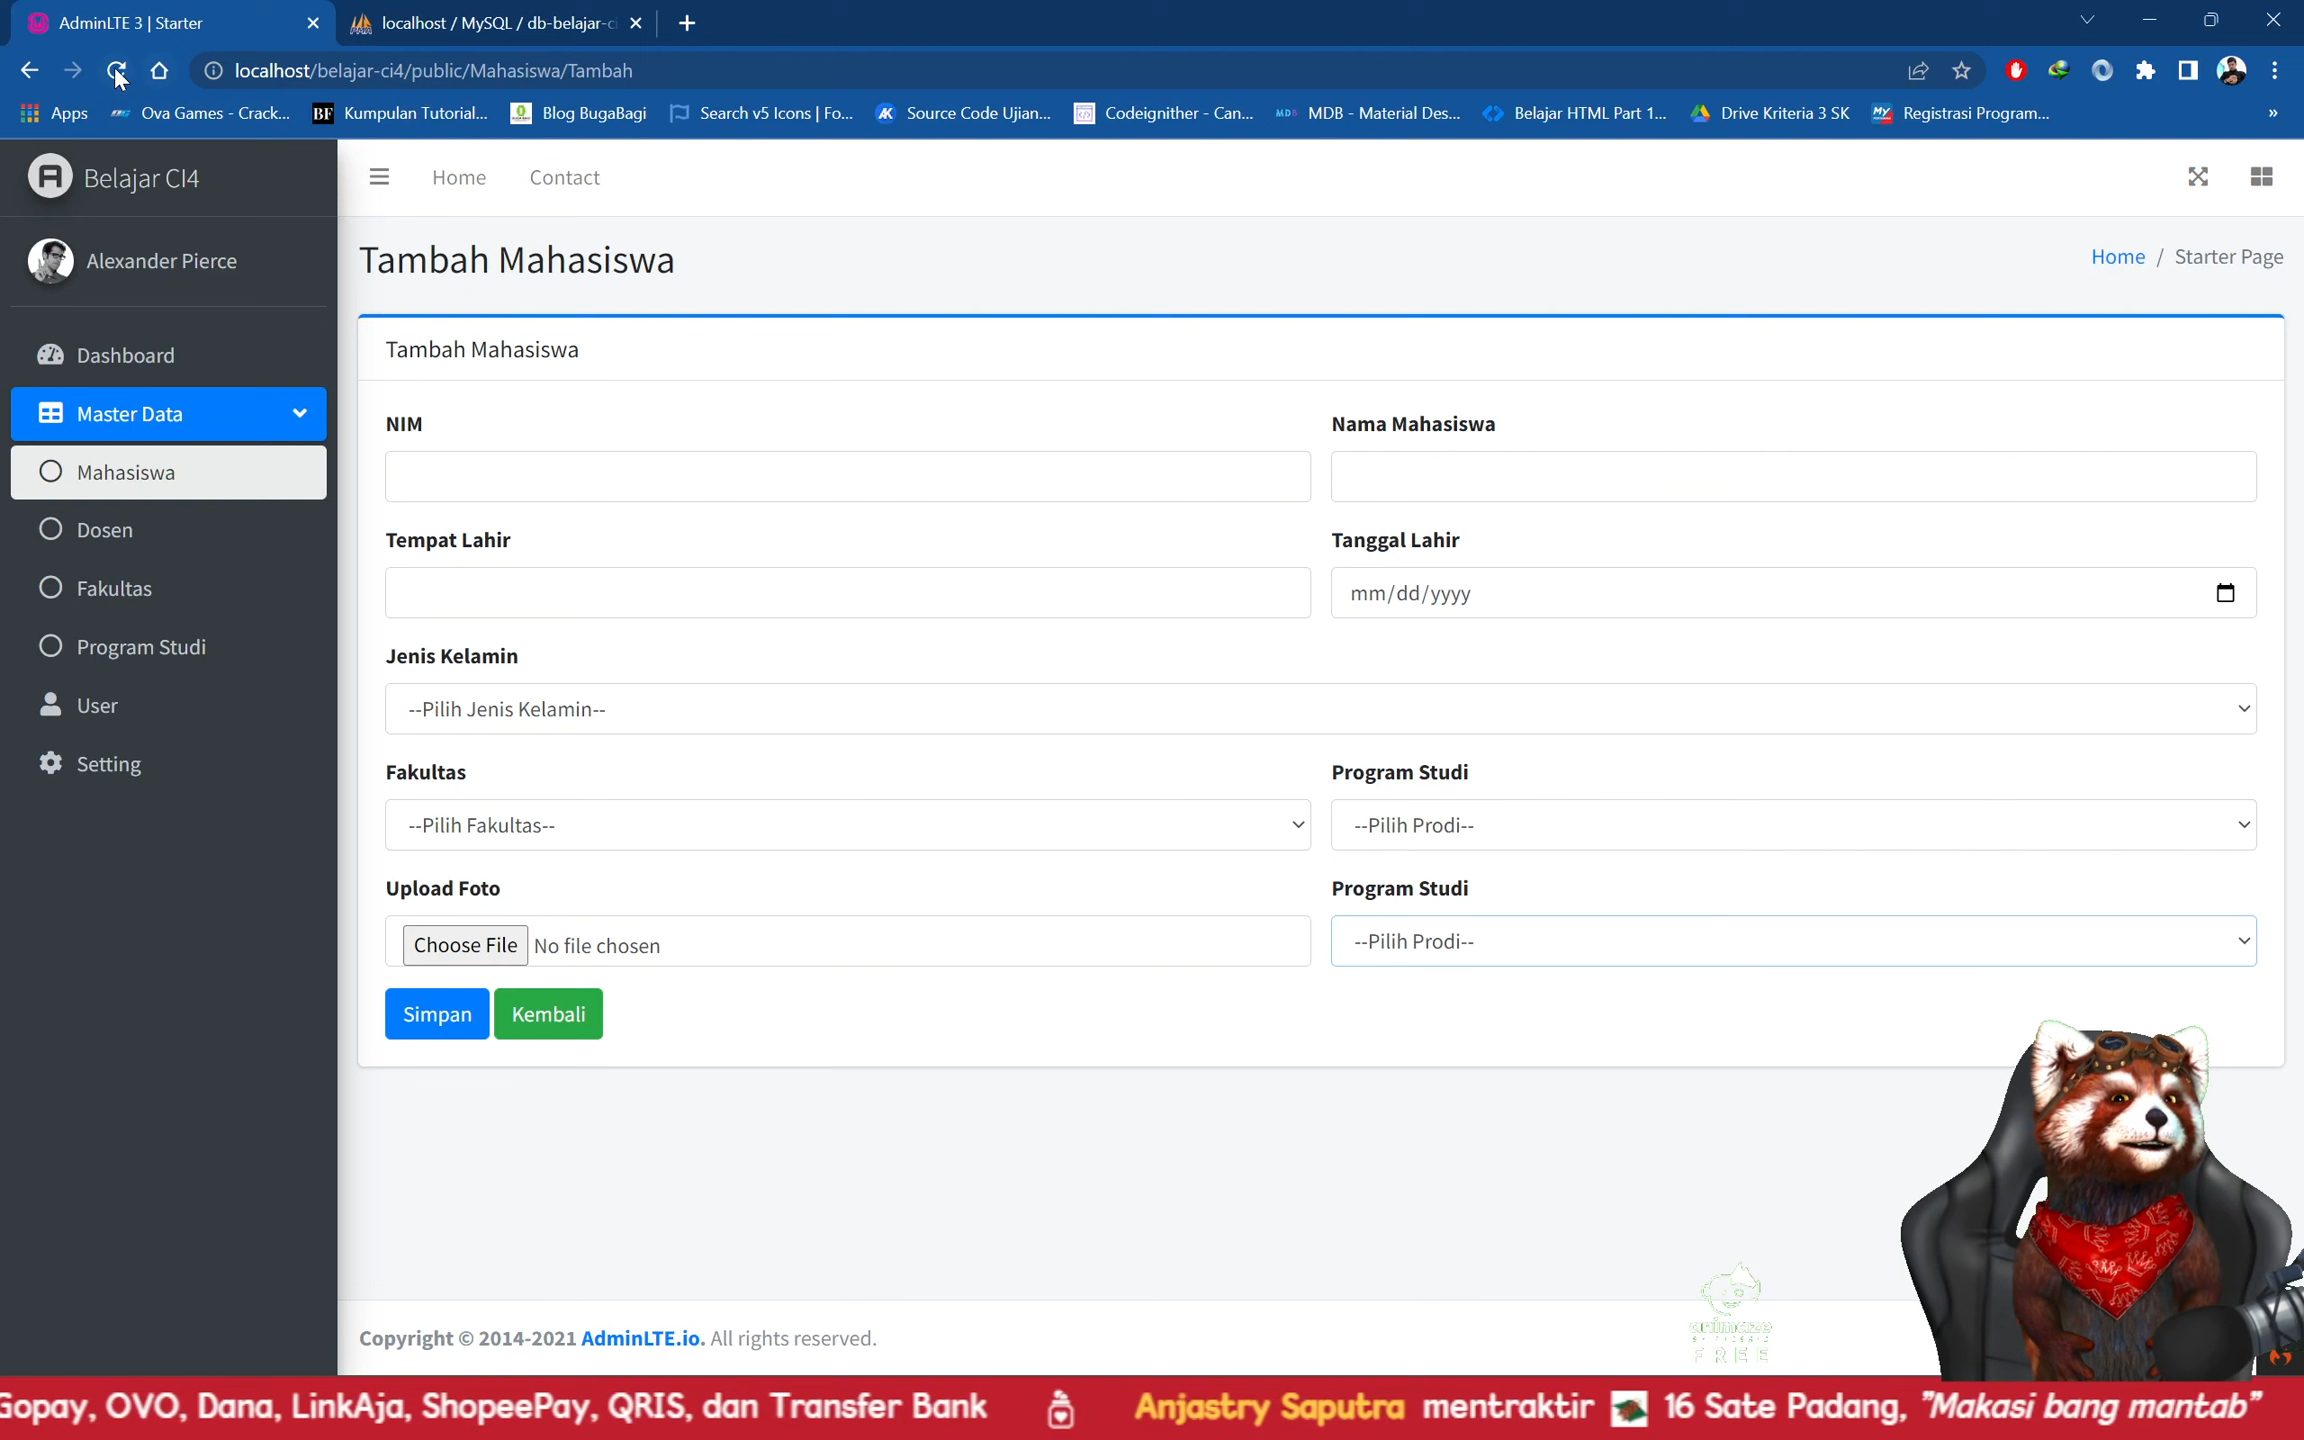 AdminLTE 3 | Starter
localhost / MySQL / db-belajar-ci
localhost/belajar-ci4/public/Mahasiswa/Tambah
Apps
Ova Games - Crack...
BF Kumpulan Tutorial...
Blog BugaBagi
Search v5 Icons | Fo...
Source Code Ujian...
Codeignither - Can...
MDB MDB - Material Des...
Belajar HTML Part 1...
Drive Kriteria 3 SK
My Registrasi Program...
»
Belajar CI4
Home
Contact
Alexander Pierce
Tambah Mahasiswa
Home / Starter Page
Dashboard
Master Data
Mahasiswa
Dosen
Fakultas
Program Studi
User
Setting
Tambah Mahasiswa
NIM
Nama Mahasiswa
Tempat Lahir
Tanggal Lahir
mm/dd/yyyy
Jenis Kelamin
--Pilih Jenis Kelamin--
Fakultas
Program Studi
--Pilih Fakultas--
--Pilih Prodi--
Upload Foto
Program Studi
Choose File No file chosen
--Pilih Prodi--
Simpan
Kembali
animaze
FREE
Copyright © 2014-2021 AdminLTE.io. All rights reserved.
Gopay, OVO, Dana, LinkAja, ShopeePay, QRIS, dan Transfer Bank Anjastry Saputra mentraktir 16 Sate Padang, "Makasi bang mantab"